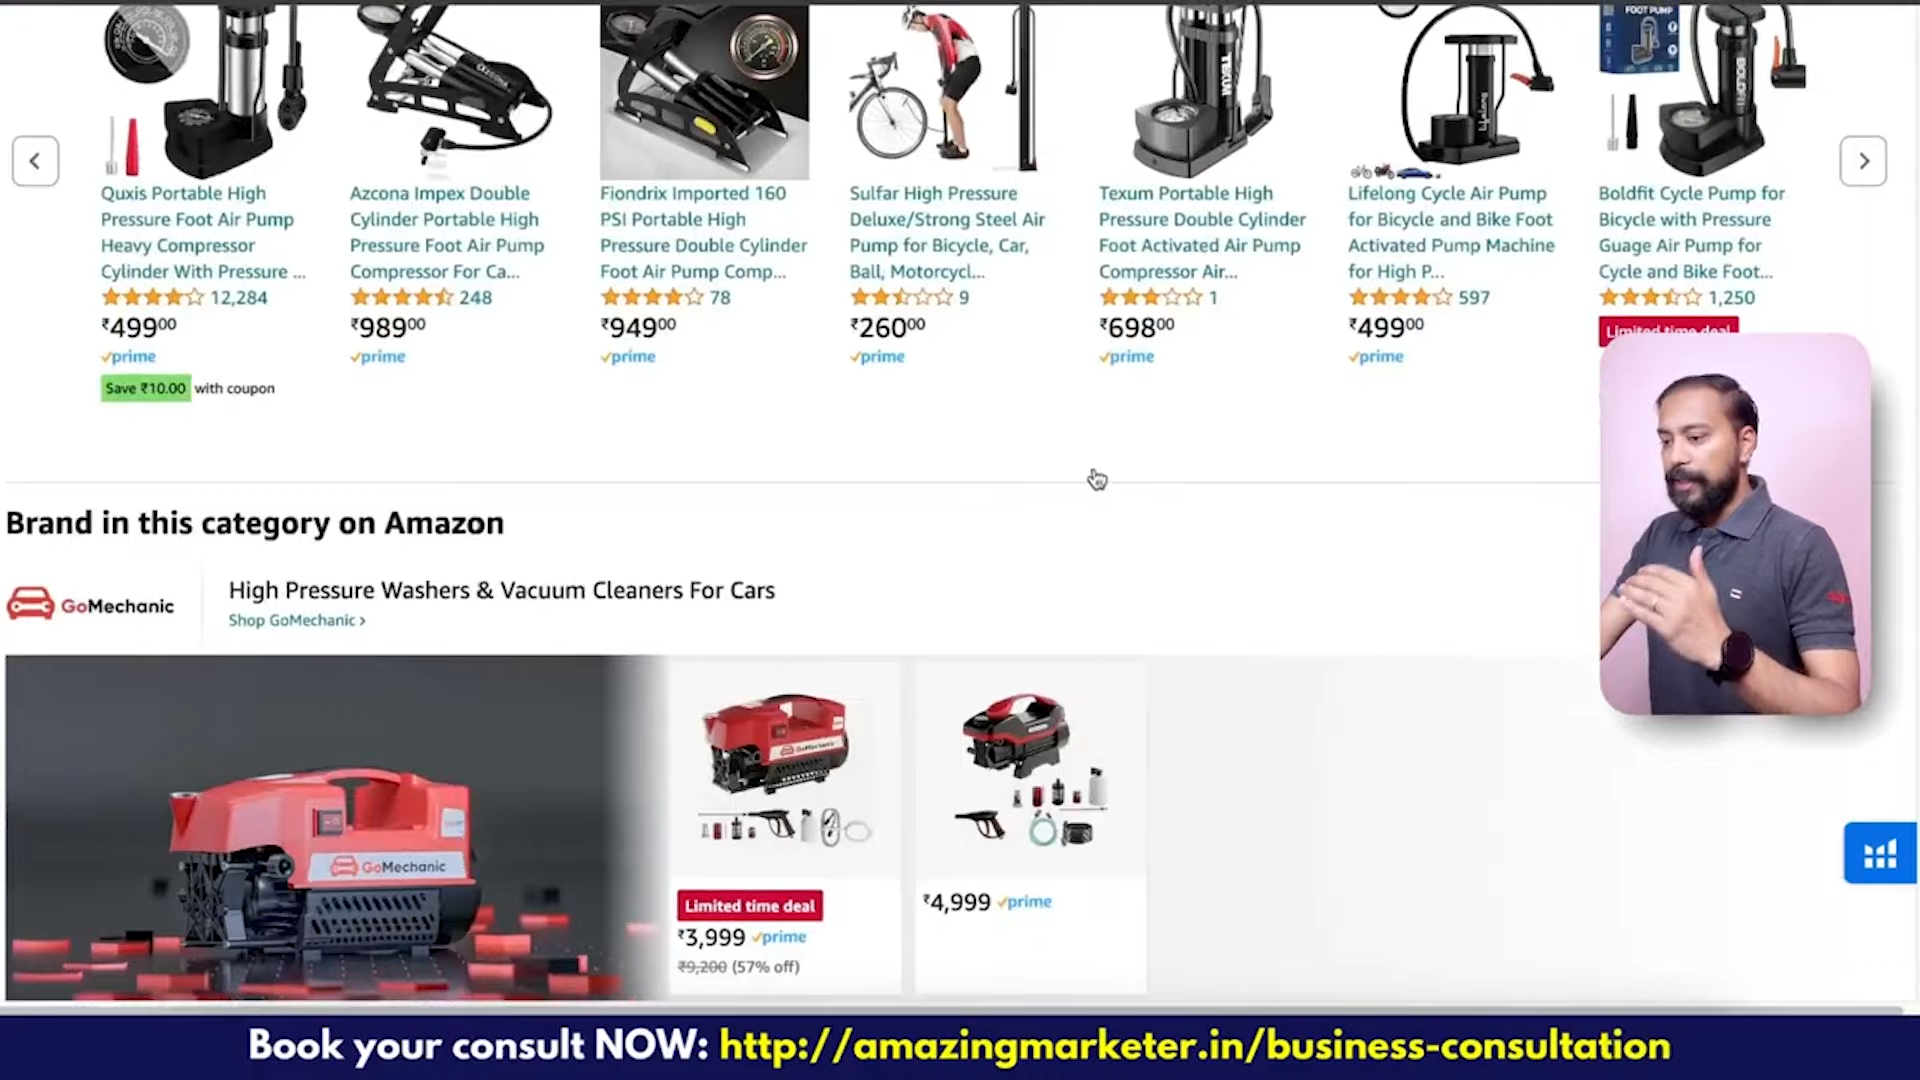 FOOT PUMP
TEXUM
BOLDFIT
Quxis Portable High
Pressure Foot Air Pump
Heavy Compressor
Cylinder With Pressure ...
12,284
₹49900
prime
Save ₹10.00 with coupon
Azcona Impex Double
Cylinder Portable High
Pressure Foot Air Pump
Compressor For Ca...
248
₹98900
prime
Fiondrix Imported 160
PSI Portable High
Pressure Double Cylinder
Foot Air Pump Comp...
78
₹94900
prime
Sulfar High Pressure
Deluxe/Strong Steel Air
Pump for Bicycle, Car,
Ball, Motorcycl...
9
₹26000
prime
Texum Portable High
Pressure Double Cylinder
Foot Activated Air Pump
Compressor Air...
1
₹69800
prime
Lifelong Cycle Air Pump
for Bicycle and Bike Foot
Activated Pump Machine
for High P...
597
₹49900
prime
Boldfit Cycle Pump for
Bicycle with Pressure
Guage Air Pump for
Cycle and Bike Foot...
1,250
Limited time deal
Brand in this category on Amazon
GoMechanic
High Pressure Washers & Vacuum Cleaners For Cars
Shop GoMechanic ›
GoMechanic
GoMechanic
Limited time deal
₹3,999 prime
₹9,200 (57% off)
₹4,999 prime
Book your consult NOW: http://amazingmarketer.in/business-consultation